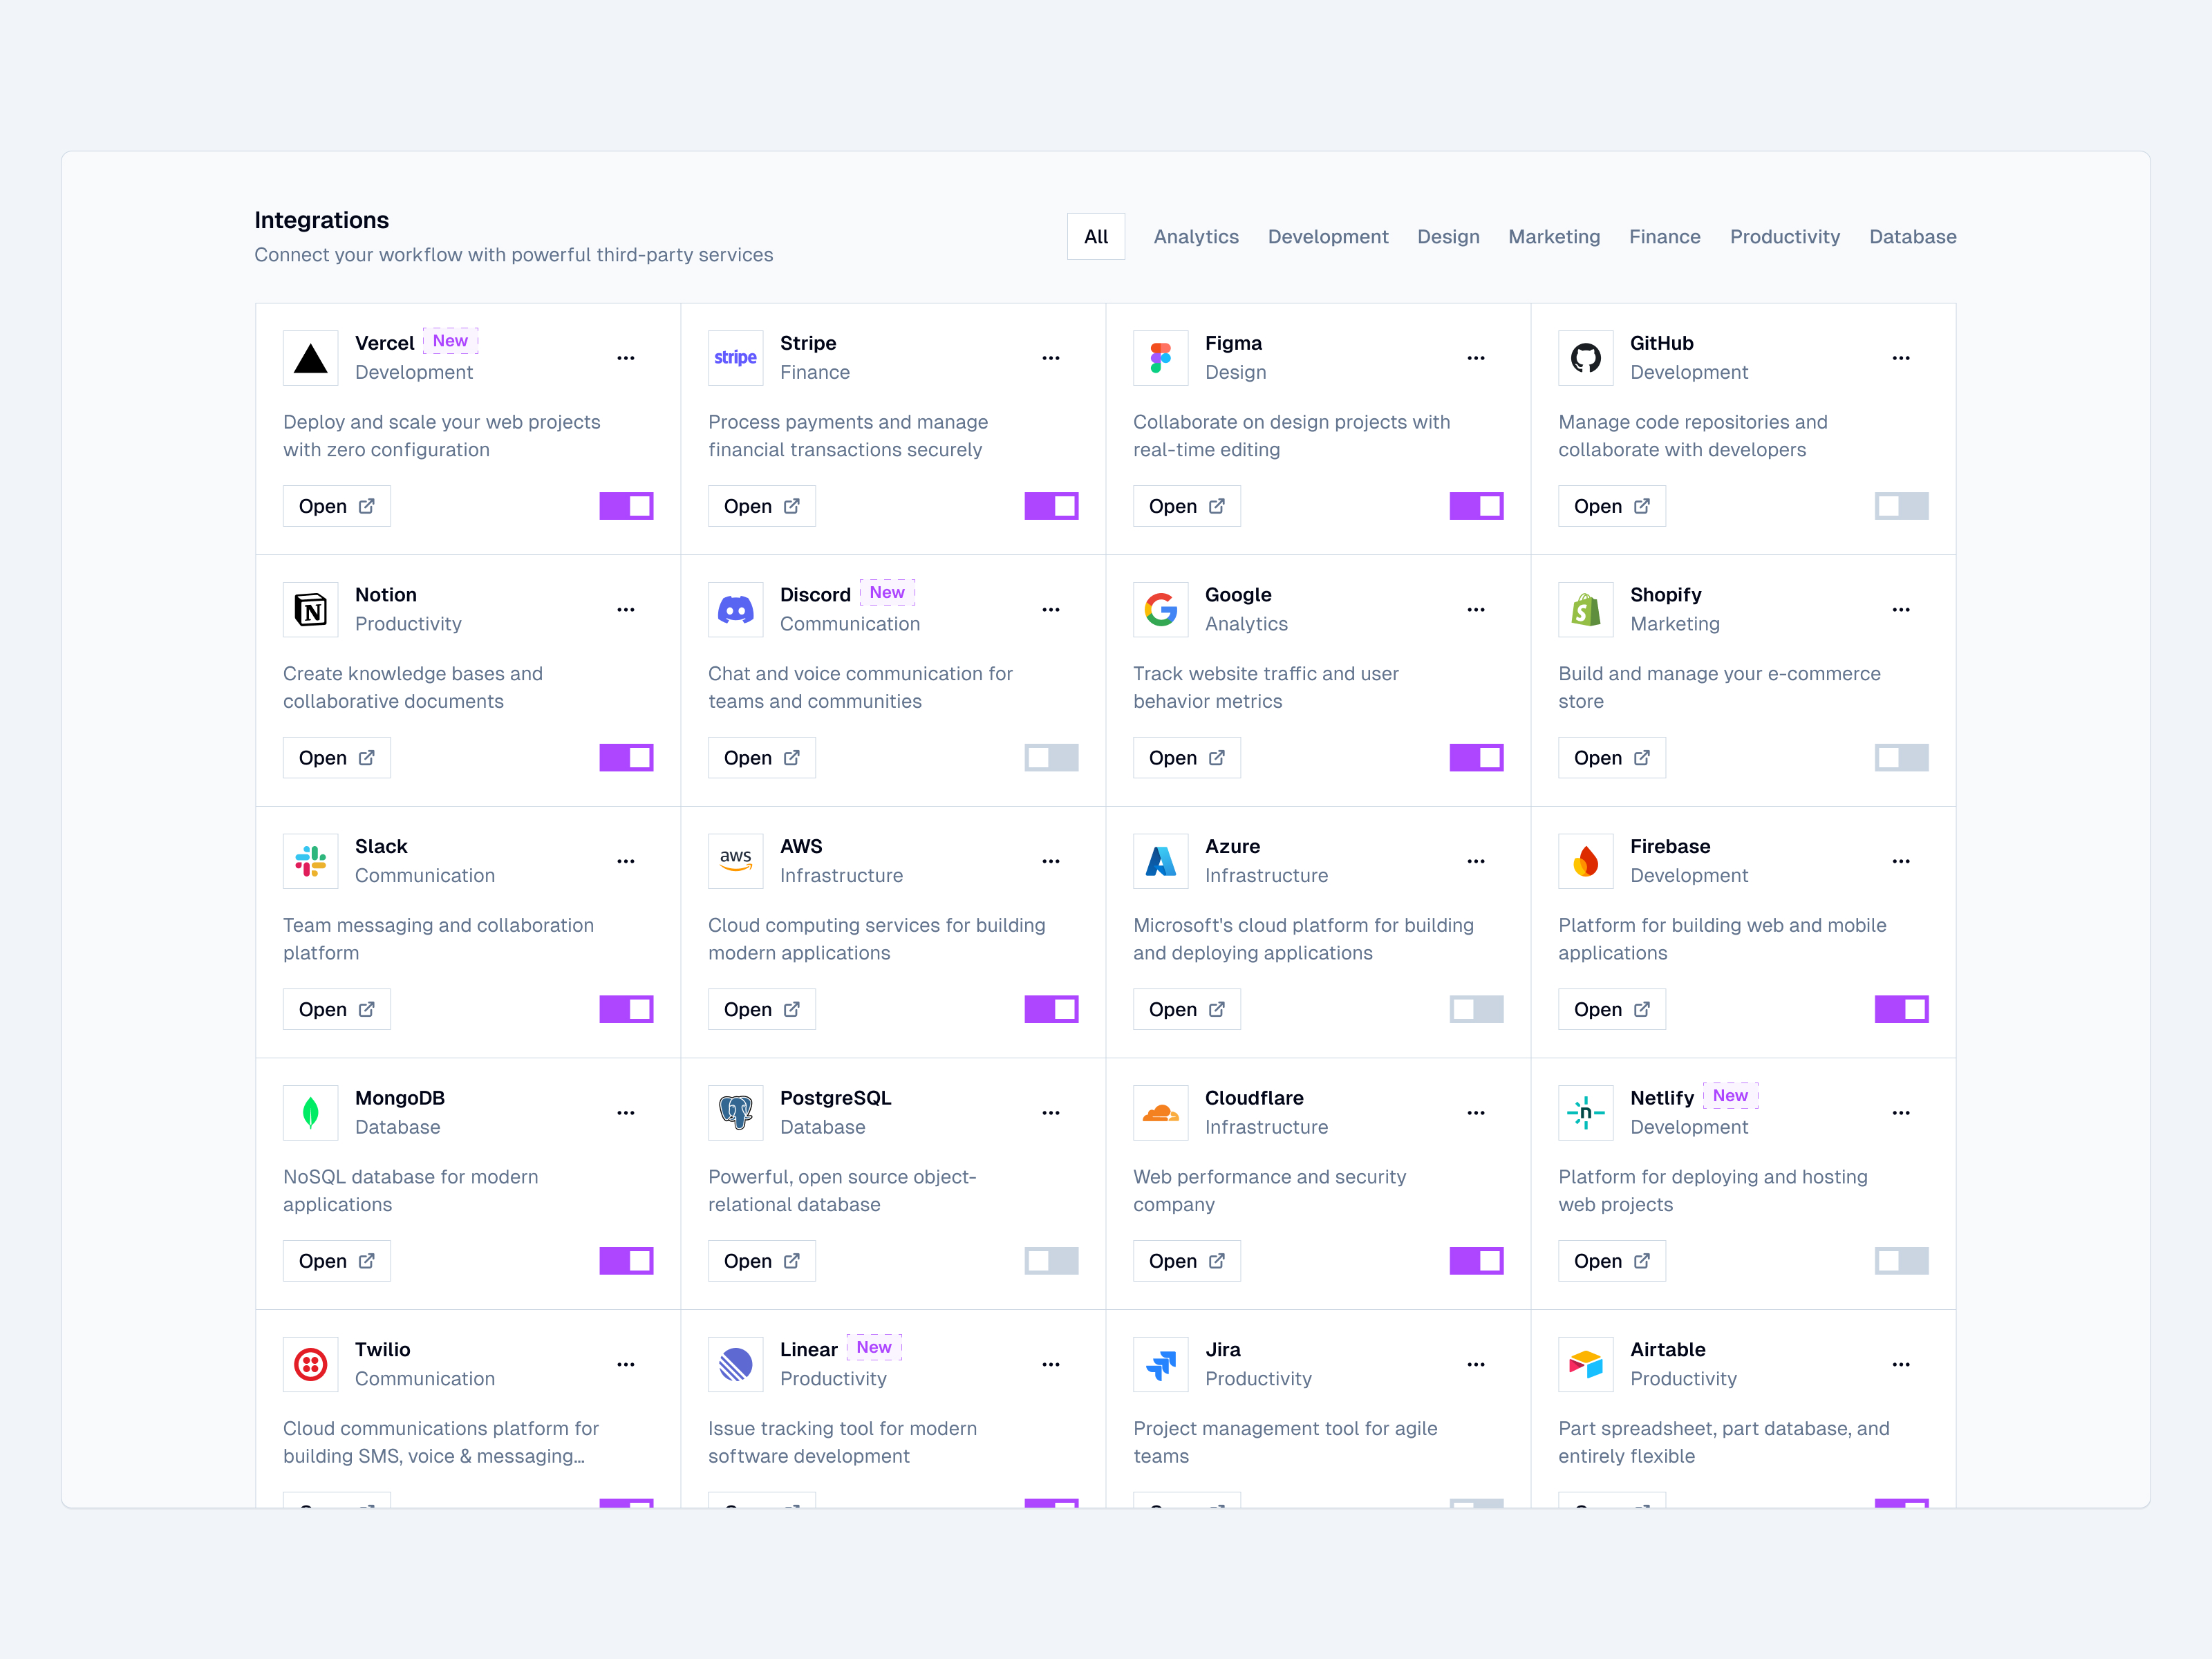 Integrations
Connect your workflow with powerful third-party services
All Analytics Development Design Marketing Finance Productivity Database
Vercel New
Development
Deploy and scale your web projects
with zero configuration
Open
stripe
Stripe
Finance
Process payments and manage
financial transactions securely
Open
Figma
Design
Collaborate on design projects with
real-time editing
Open
GitHub
Development
Manage code repositories and
collaborate with developers
Open
N
Notion
Productivity
Create knowledge bases and
collaborative documents
Open
Discord New
Communication
Chat and voice communication for
teams and communities
Open
G
Google
Analytics
Track website traffic and user
behavior metrics
Open
S
Shopify
Marketing
Build and manage your e-commerce
store
Open
Slack
Communication
Team messaging and collaboration
platform
Open
aws
AWS
Infrastructure
Cloud computing services for building
modern applications
Open
Azure
Infrastructure
Microsoft's cloud platform for building
and deploying applications
Open
Firebase
Development
Platform for building web and mobile
applications
Open
MongoDB
Database
NoSQL database for modern
applications
Open
PostgreSQL
Database
Powerful, open source object-
relational database
Open
Cloudflare
Infrastructure
Web performance and security
company
Open
n
Netlify New
Development
Platform for deploying and hosting
web projects
Open
Twilio
Communication
Cloud communications platform for
building SMS, voice & messaging...
Linear New
Productivity
Issue tracking tool for modern
software development
Jira
Productivity
Project management tool for agile
teams
Airtable
Productivity
Part spreadsheet, part database, and
entirely flexible